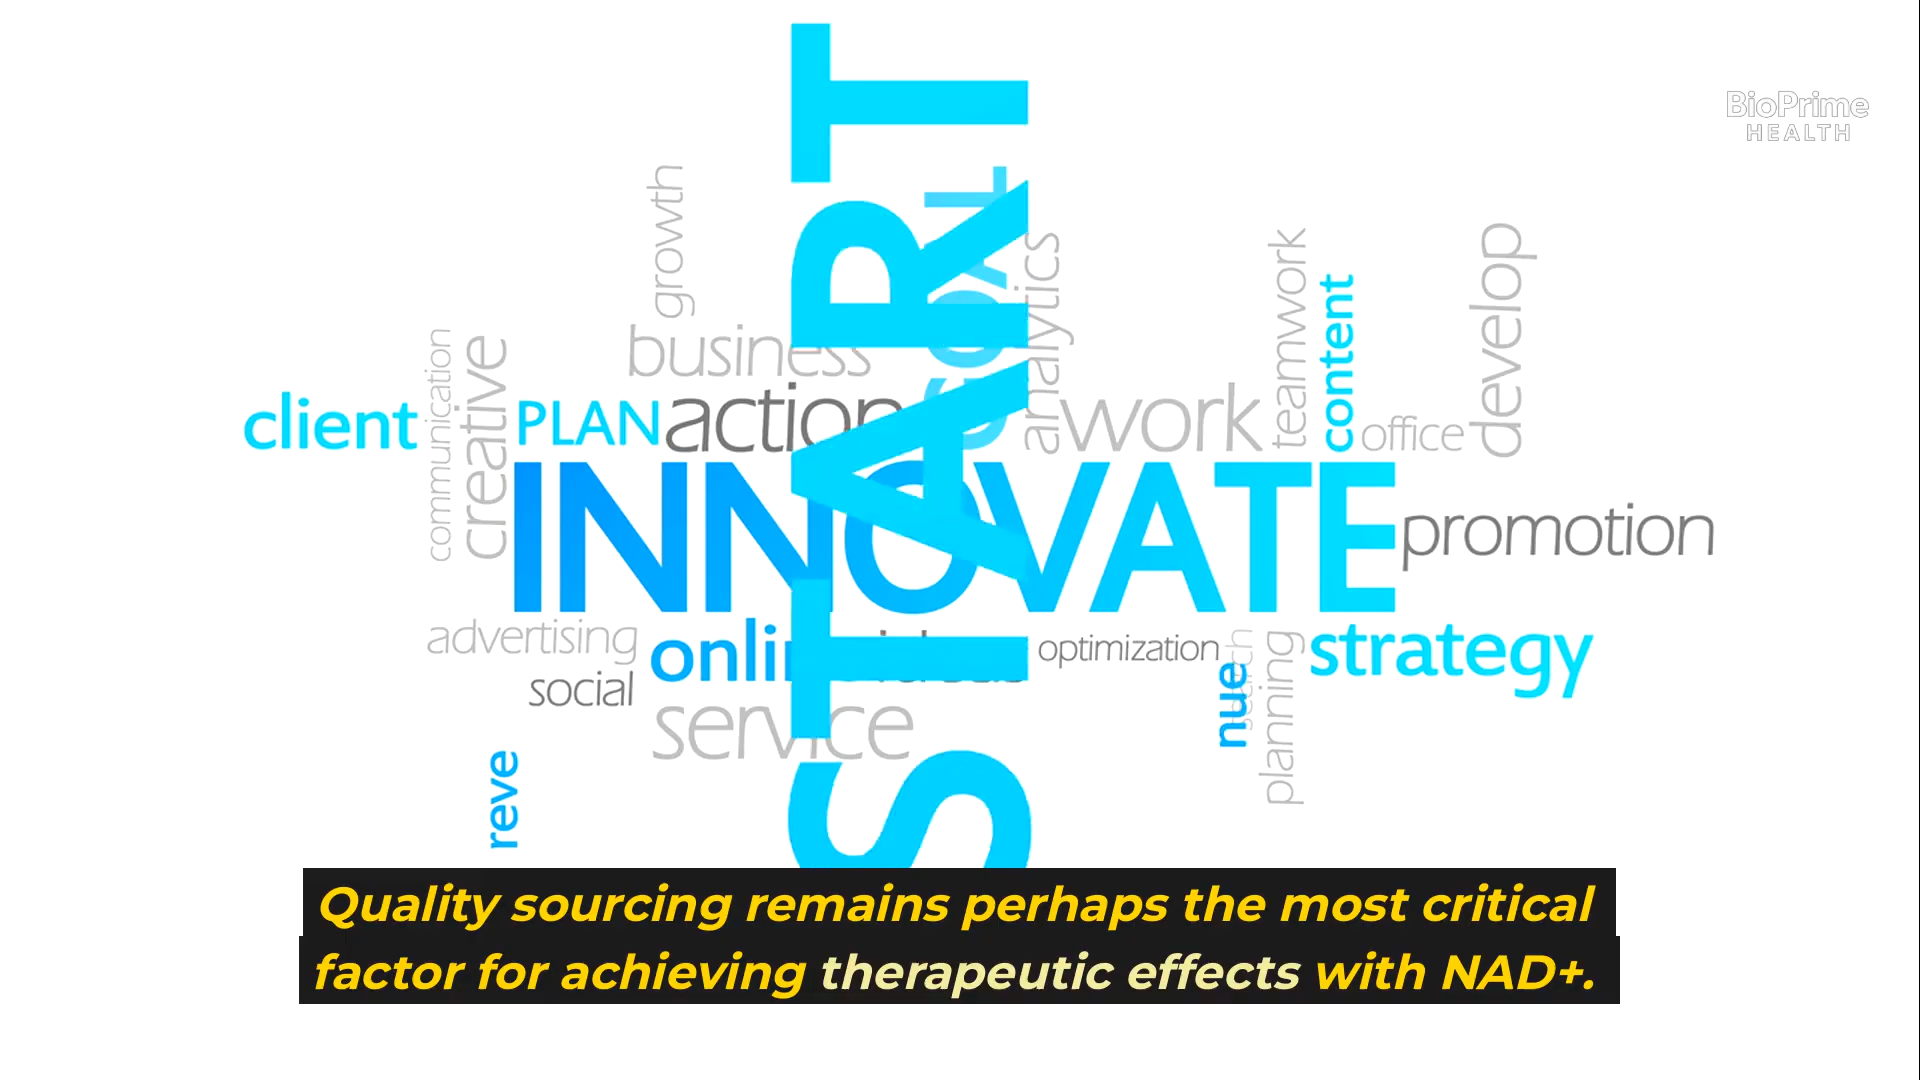 BioPrime
HEALTH
START
GOAL
growth
analytics
teamwork
content
develop
communication
creative
business
client
PLAN
action
work
office
INNOVATE
promotion
advertising
social
service
optimization
planning
strategy
reve
nue
Quality sourcing remains perhaps the most critical
factor for achieving therapeutic effects with NAD+.